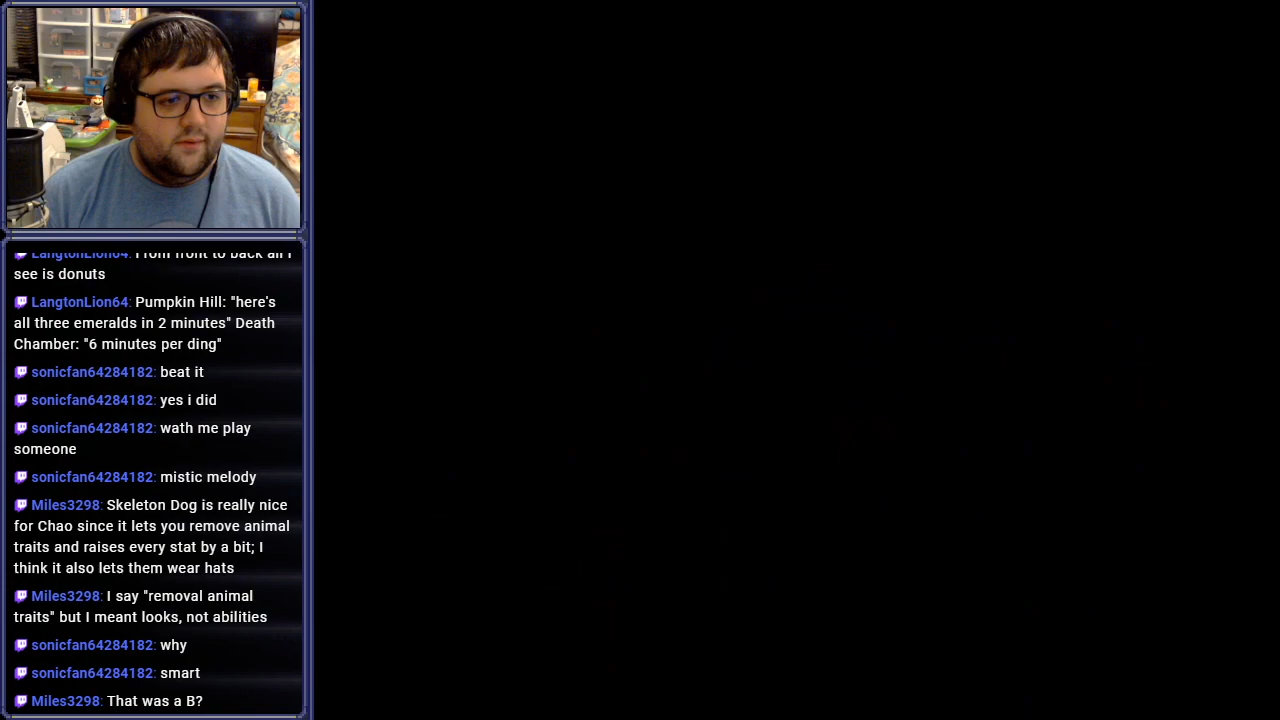 LangtonLion64: From front to back all I
see is donuts
LangtonLion64: Pumpkin Hill: "here's
all three emeralds in 2 minutes" Death
Chamber: "6 minutes per ding"
sonicfan64284182: beat it
sonicfan64284182: yes i did
sonicfan64284182: wath me play
someone
sonicfan64284182: mistic melody
Miles3298: Skeleton Dog is really nice
for Chao since it lets you remove animal
traits and raises every stat by a bit; I
think it also lets them wear hats
Miles3298: I say "removal animal
traits" but I meant looks, not abilities
sonicfan64284182: why
sonicfan64284182: smart
Miles3298: That was a B?